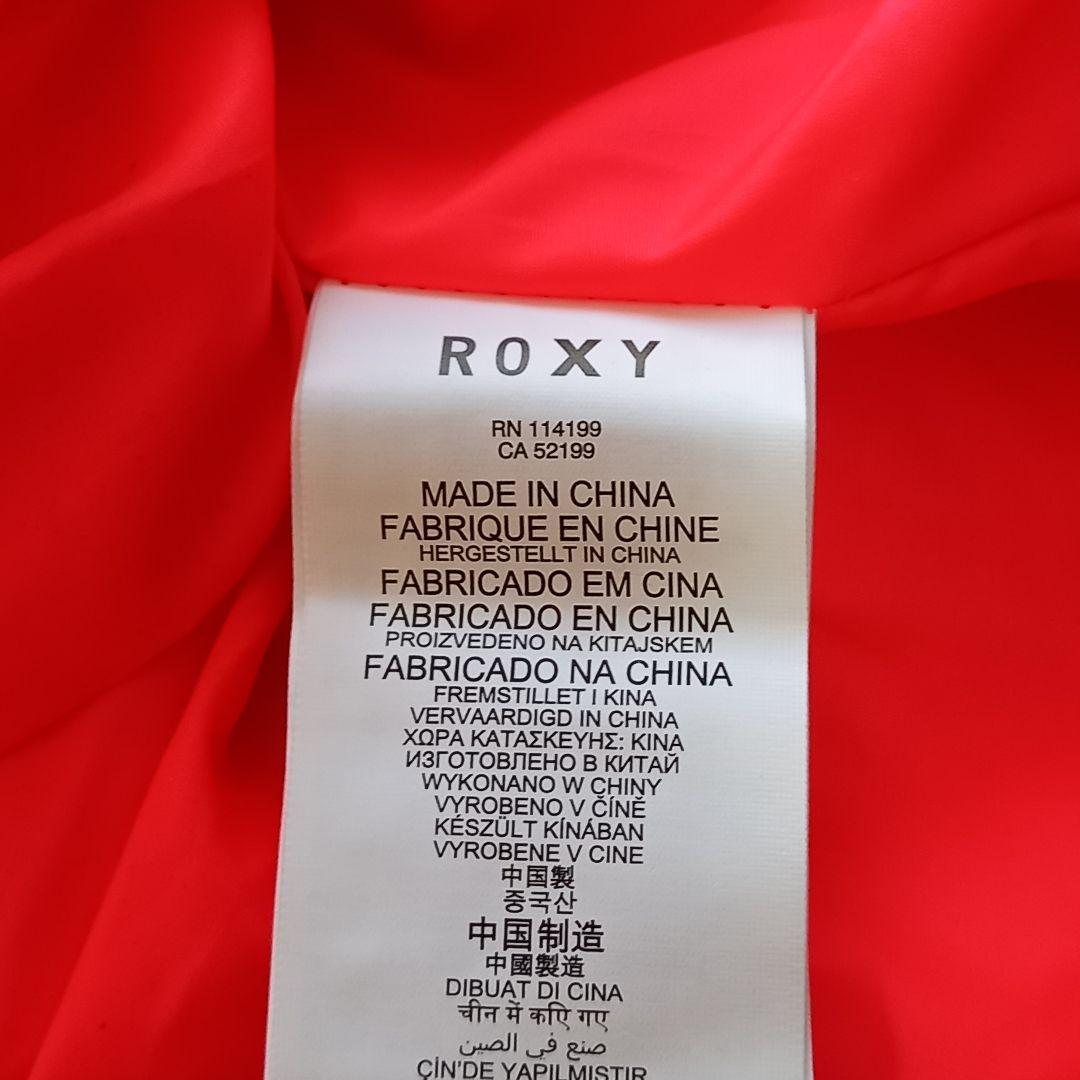 ROXY
RN 114199
CA 52199
MADE IN CHINA
FABRIQUE EN CHINE
HERGESTELLT IN CHINA
FABRICADO EM CINA
FABRICADO EN CHINA
PROIZVEDENO NA KITAJSKEM
FABRICADO NA CHINA
FREMSTILLET I KINA
VERVAARDIGD IN CHINA
ΧΩΡΑ ΚΑΤΑΣΚΕΥΗΣ: ΚΙΝΑ
ИЗГОТОВЛЕНО В КИТАЙ
WYKONANO W CHINY
VYROBENO V ČÍNĚ
KÉSZÜLT KÍNÁBAN
VYROBENE V CINE
中国製
중국산
中国制造
中國製造
DIBUAT DI CINA
चीन में कएि गए
صنع في الصين
ÇİN'DE YAPILMIŞTIR